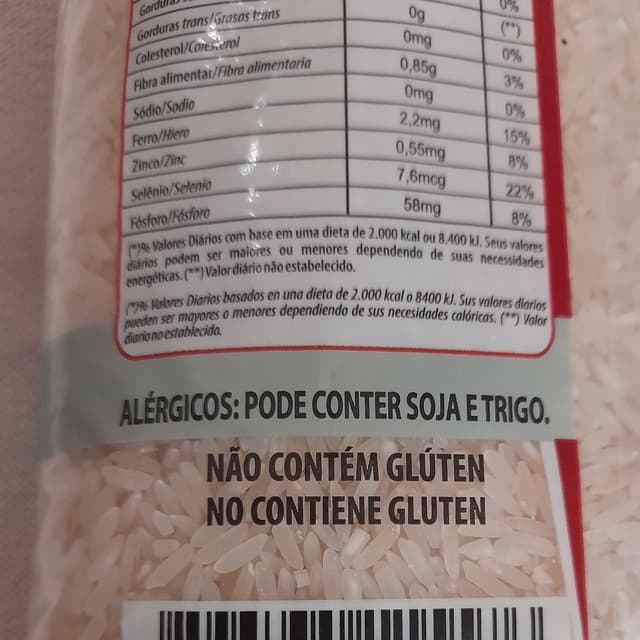 0%
Gorduras trans/Grasas trans 0g (**)
Colesterol/Colesterol 0mg 0%
Fibra alimentar/Fibra alimentaria 0,85g 3%
Sódio/Sodio 0mg 0%
Ferro/Hiero 2,2mg 15%
Zinco/Zinc 0,55mg 8%
Selênio/Selenio 7,6mcg 22%
Fósforo/Fósforo 58mg 8%
(*)% Valores Diários com base em uma dieta de 2.000 kcal ou 8.400 kJ. Seus valores
diários podem ser maiores ou menores dependendo de suas necessidades
energéticas. (**) Valor diário não estabelecido.
(*)% Valores Diarios basados en una dieta de 2.000 kcal o 8400 kJ. Sus valores diarios
pueden ser mayores o menores dependiendo de sus necesidades calóricas. (**) Valor
diario no establecido.
ALÉRGICOS: PODE CONTER SOJA E TRIGO.
NÃO CONTÉM GLÚTEN
NO CONTIENE GLUTEN